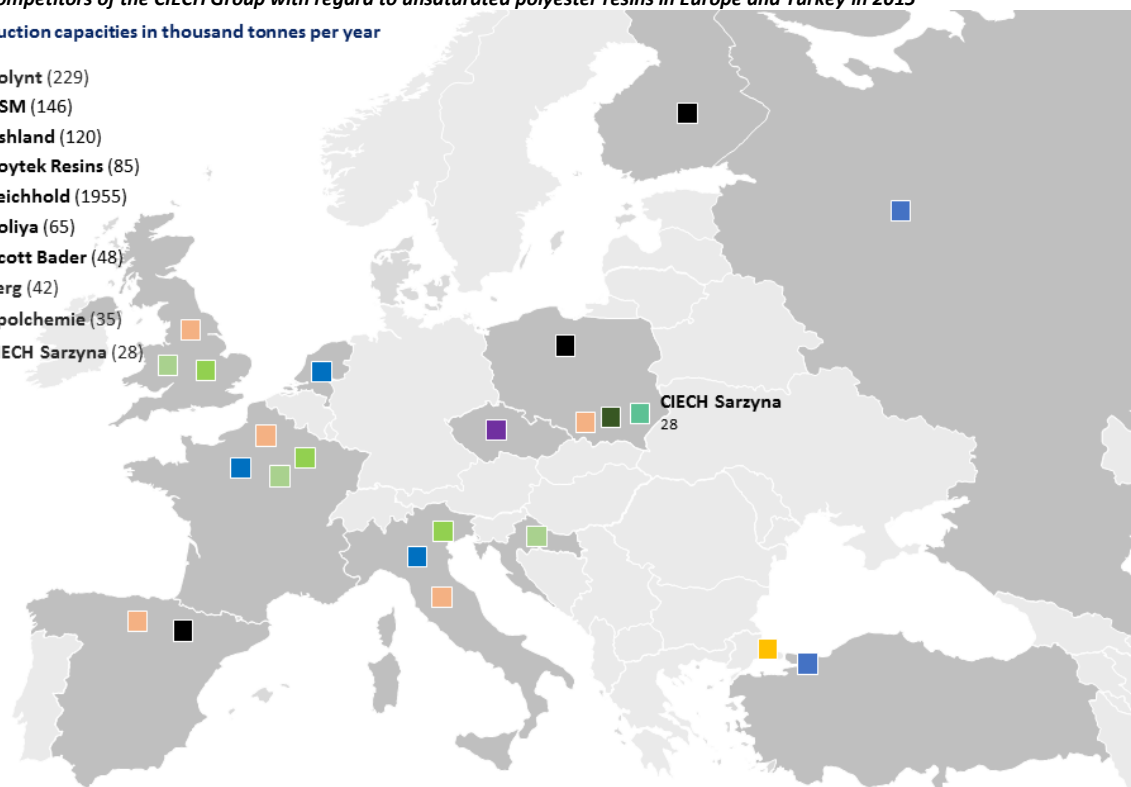 ompetitors of the CIECH Group with regard to unsaturated polyester resins in Europe and Turkey in 2015
uction capacities in thousand tonnes per year
olynt (229)
SM (146)
shland (120)
oytek Resins (85)
eichhold (1955)
oliya (65)
cott Bader (48)
erg (42)
polchemie (35)
IECH Sarzyna (28)
CIECH Sarzyna
28